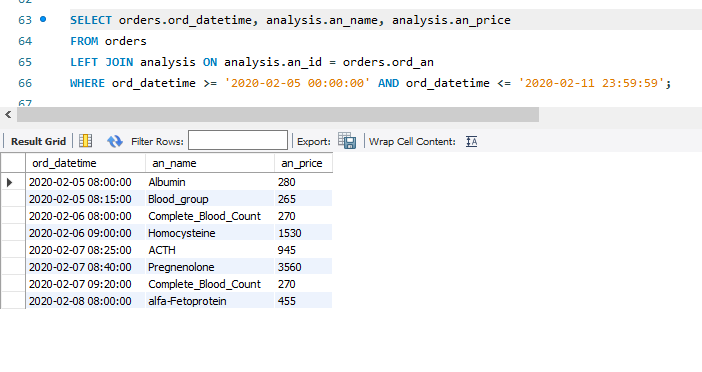 63 SELECT orders.ord_datetime, analysis.an_name, analysis.an_price
64 FROM orders
65 LEFT JOIN analysis ON analysis.an_id = orders.ord_an
66 WHERE ord_datetime >= '2020-02-05 00:00:00' AND ord_datetime <= '2020-02-11 23:59:59';
67
Result Grid Filter Rows: Export: Wrap Cell Content:
ord_datetime an_name an_price
2020-02-05 08:00:00 Albumin 280
2020-02-05 08:15:00 Blood_group 265
2020-02-06 08:00:00 Complete_Blood_Count 270
2020-02-06 09:00:00 Homocysteine 1530
2020-02-07 08:25:00 ACTH 945
2020-02-07 08:40:00 Pregnenolone 3560
2020-02-07 09:20:00 Complete_Blood_Count 270
2020-02-08 08:00:00 alfa-Fetoprotein 455